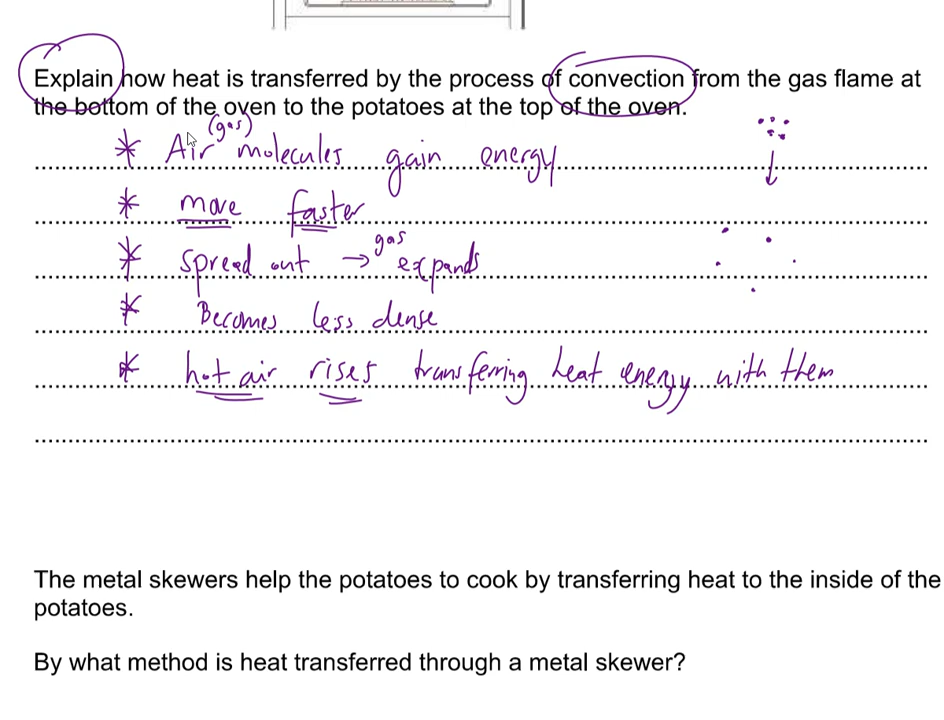 Explain how heat is transferred by the process of convection from the gas flame at
the bottom of the oven to the potatoes at the top of the oven.
* Air (gas) molecules gain energy
* move faster
* spread out → gas expands
* Becomes less dense
* hot air rises transferring heat energy with them
The metal skewers help the potatoes to cook by transferring heat to the inside of the
potatoes.
By what method is heat transferred through a metal skewer?